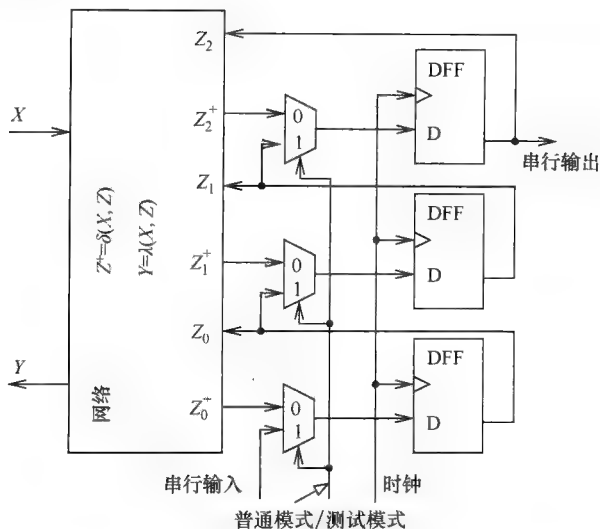 Z₂
DFF
X
Z₂⁺
0
1
D
串行输出
Z₁
Z⁺=δ(X, Z)
Y=λ(X, Z)
DFF
Z₁⁺
0
1
D
Z₀
DFF
Y
网络
Z₀⁺
0
1
D
串行输入
时钟
普通模式/测试模式